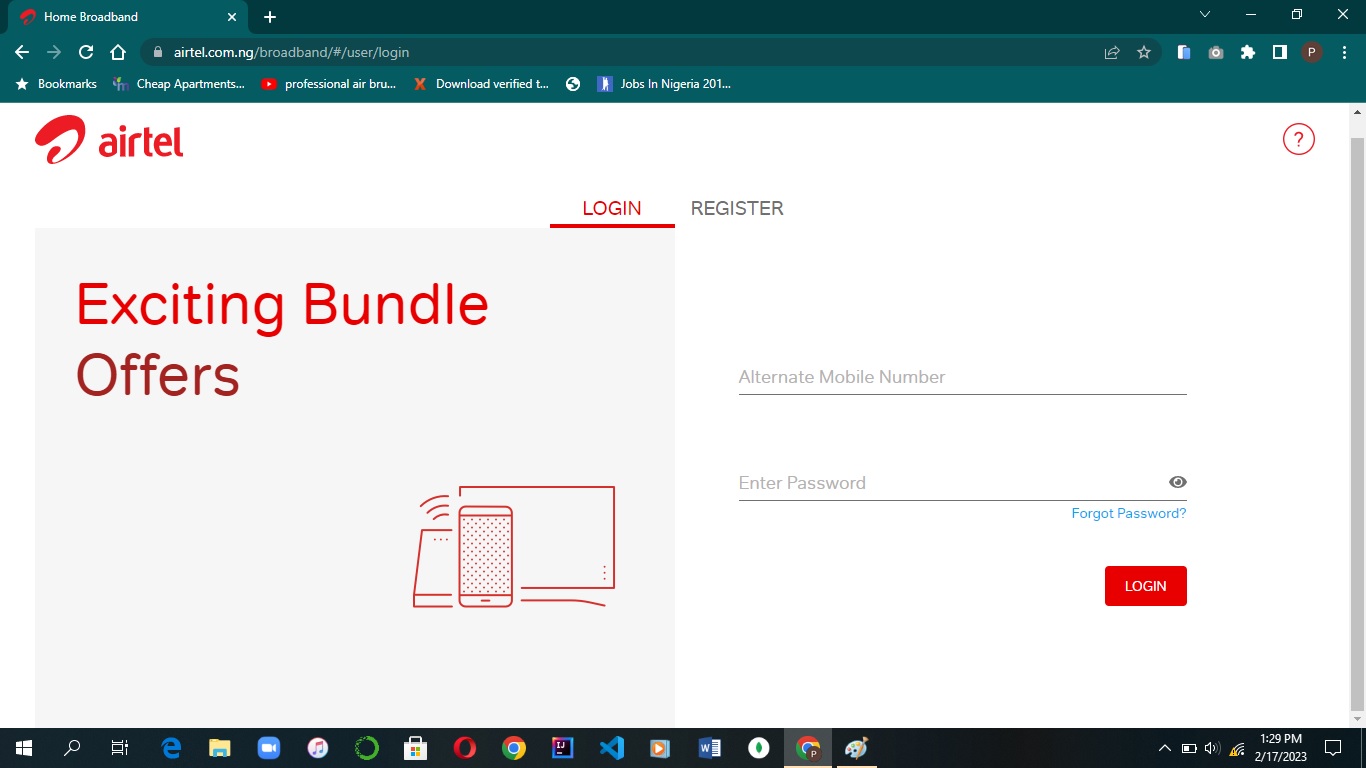 Home Broadband
airtel.com.ng/broadband/#/user/login
P
Bookmarks
Cheap Apartments...
professional air bru...
Download verified t...
Jobs In Nigeria 201...
airtel
?
LOGIN
REGISTER
Exciting Bundle
Offers
Alternate Mobile Number
Enter Password
Forgot Password?
LOGIN
1:29 PM
2/17/2023